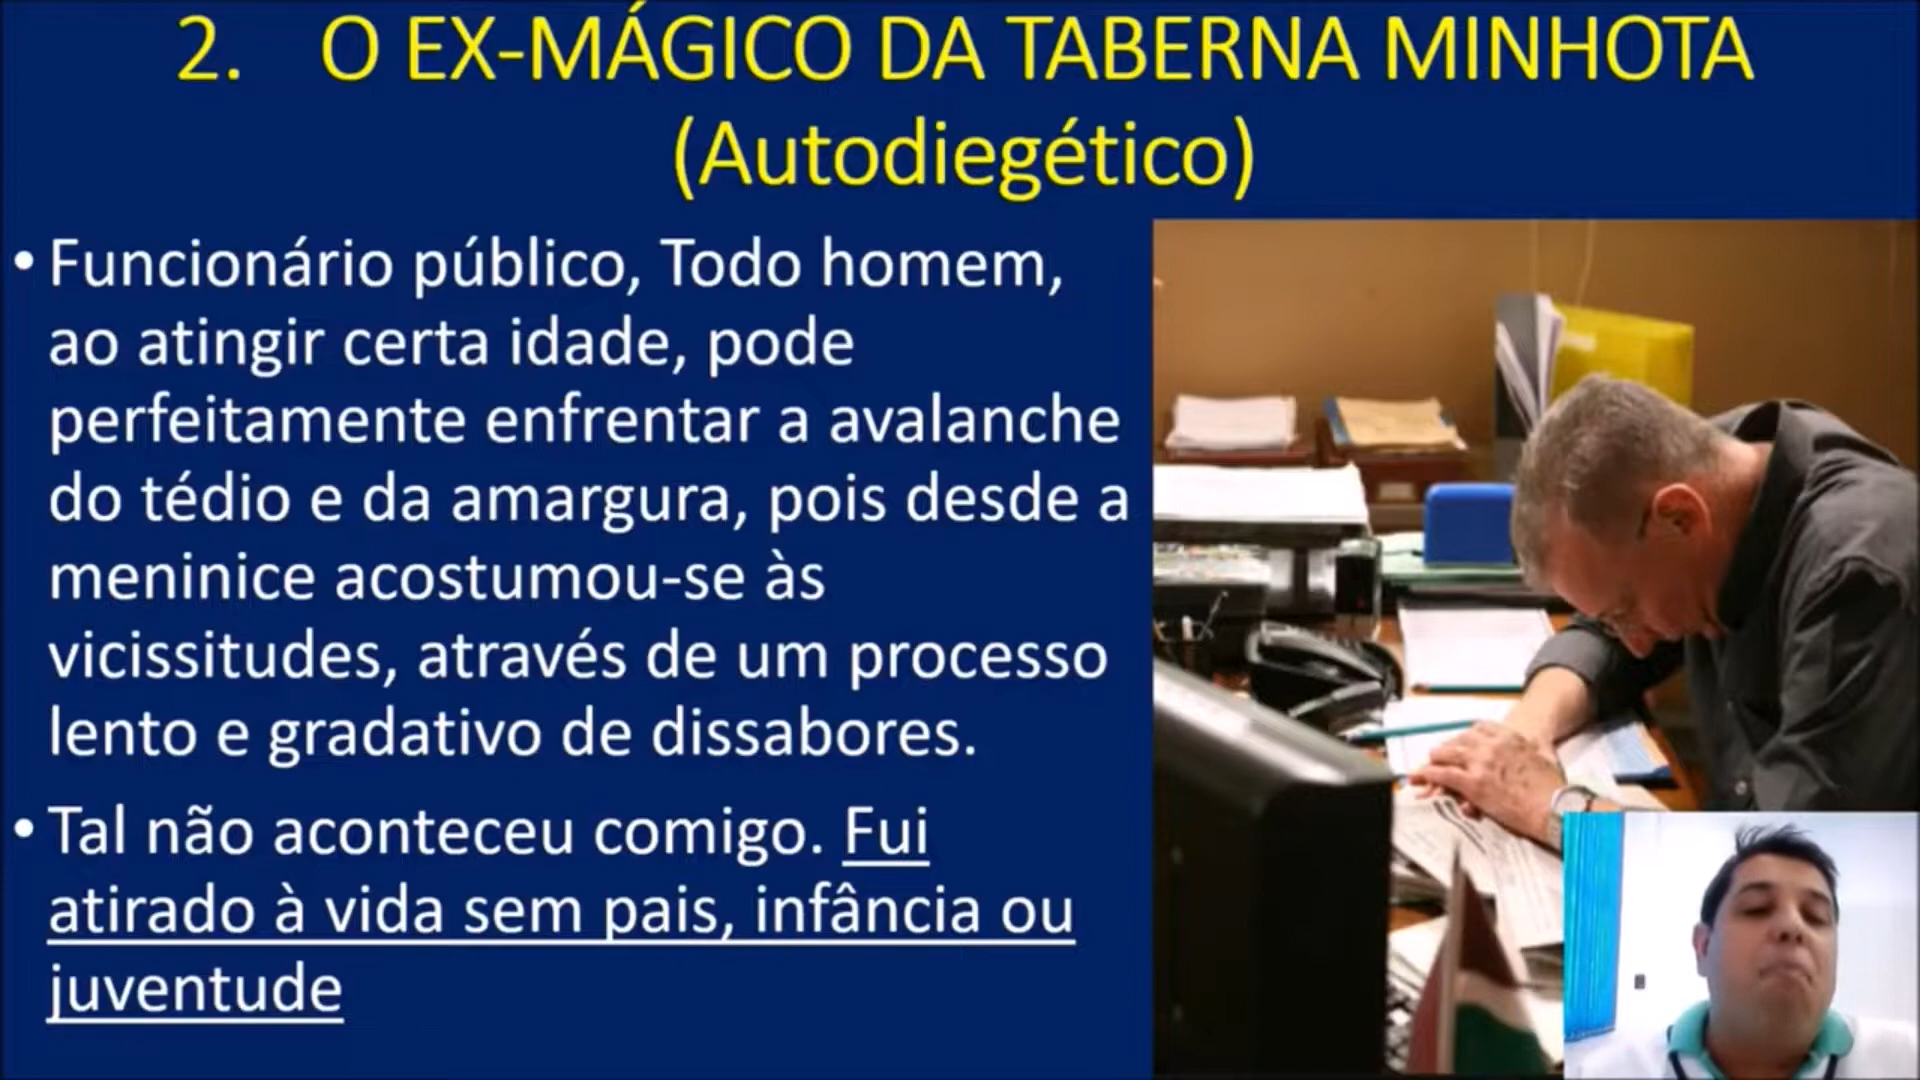 2. O EX-MÁGICO DA TABERNA MINHOTA
(Autodiegético)
• Funcionário público, Todo homem,
ao atingir certa idade, pode
perfeitamente enfrentar a avalanche
do tédio e da amargura, pois desde a
meninice acostumou-se às
vicissitudes, através de um processo
lento e gradativo de dissabores.
• Tal não aconteceu comigo. Fui
atirado à vida sem pais, infância ou
juventude